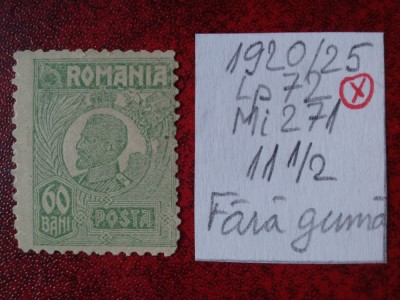 ROMANIA
60
BANI
POSTA
1920/25
Lp 72 X
Mi 271
11 1/2
Fără gumă